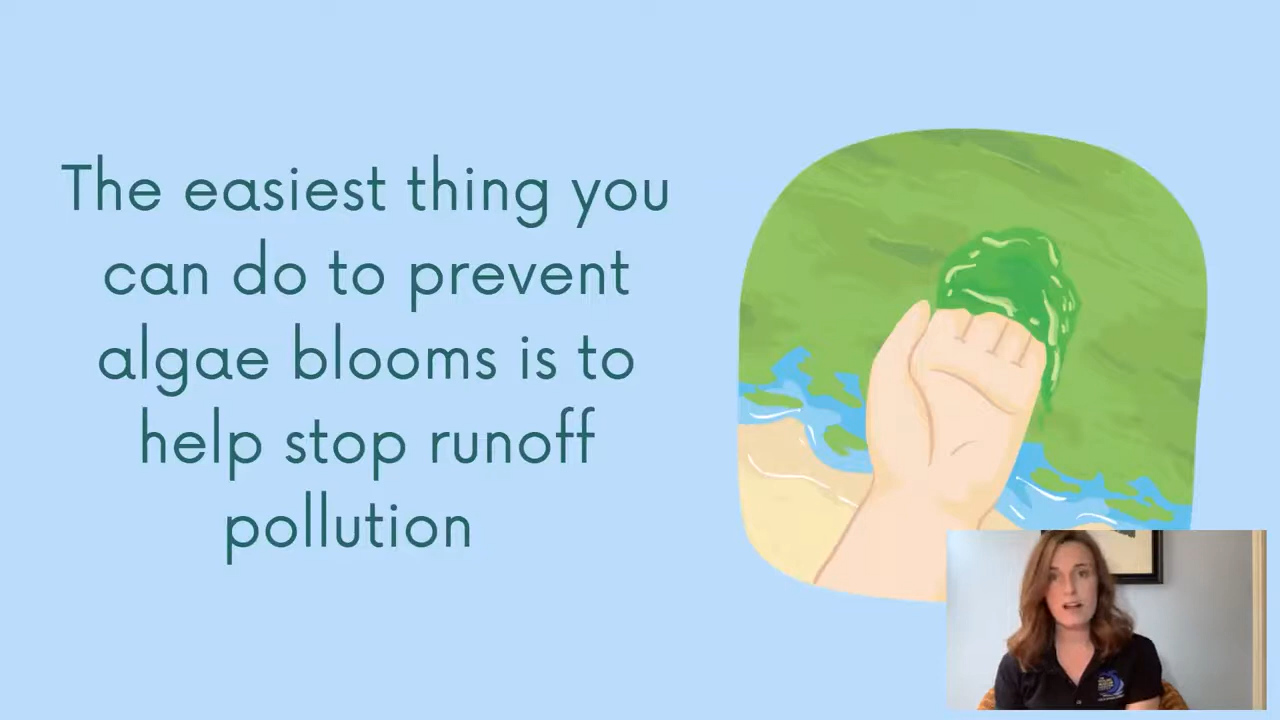 The easiest thing you
can do to prevent
algae blooms is to
help stop runoff
pollution